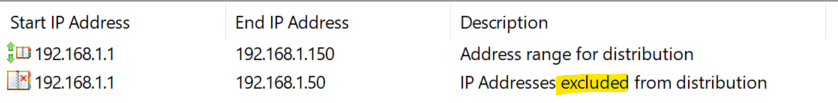 Start IP Address End IP Address Description
192.168.1.1 192.168.1.150 Address range for distribution
192.168.1.1 192.168.1.50 IP Addresses excluded from distribution